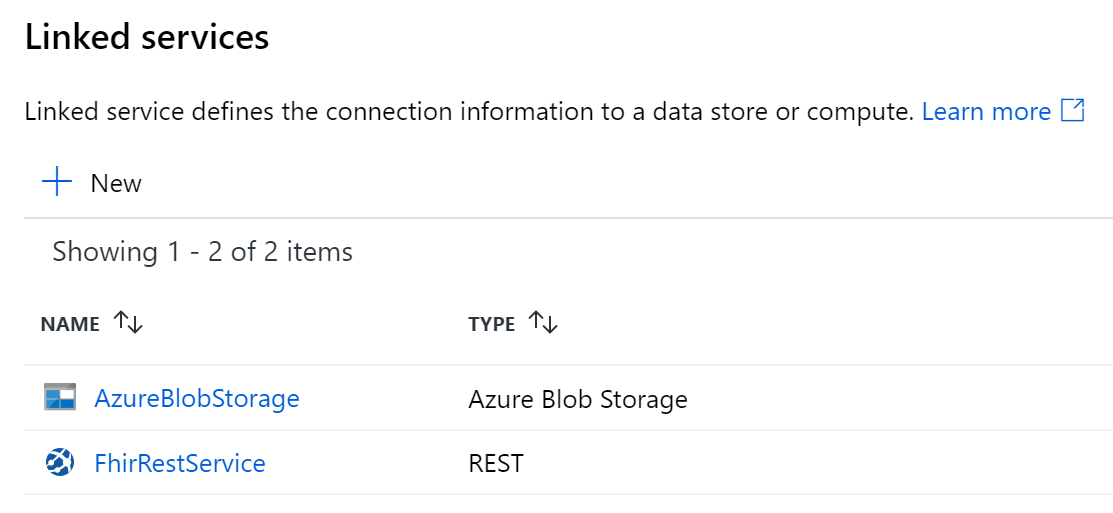 Linked services
Linked service defines the connection information to a data store or compute. Learn more
New
Showing 1 - 2 of 2 items
NAME TYPE
AzureBlobStorage Azure Blob Storage
FhirRestService REST